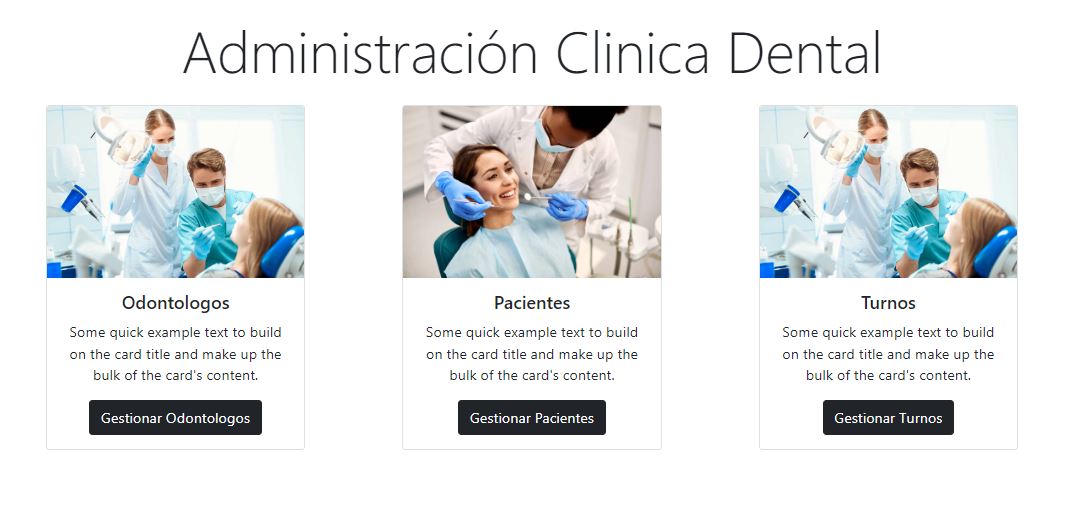 Administración Clinica Dental
Odontologos
Some quick example text to build
on the card title and make up the
bulk of the card's content.
Gestionar Odontologos
Pacientes
Some quick example text to build
on the card title and make up the
bulk of the card's content.
Gestionar Pacientes
Turnos
Some quick example text to build
on the card title and make up the
bulk of the card's content.
Gestionar Turnos